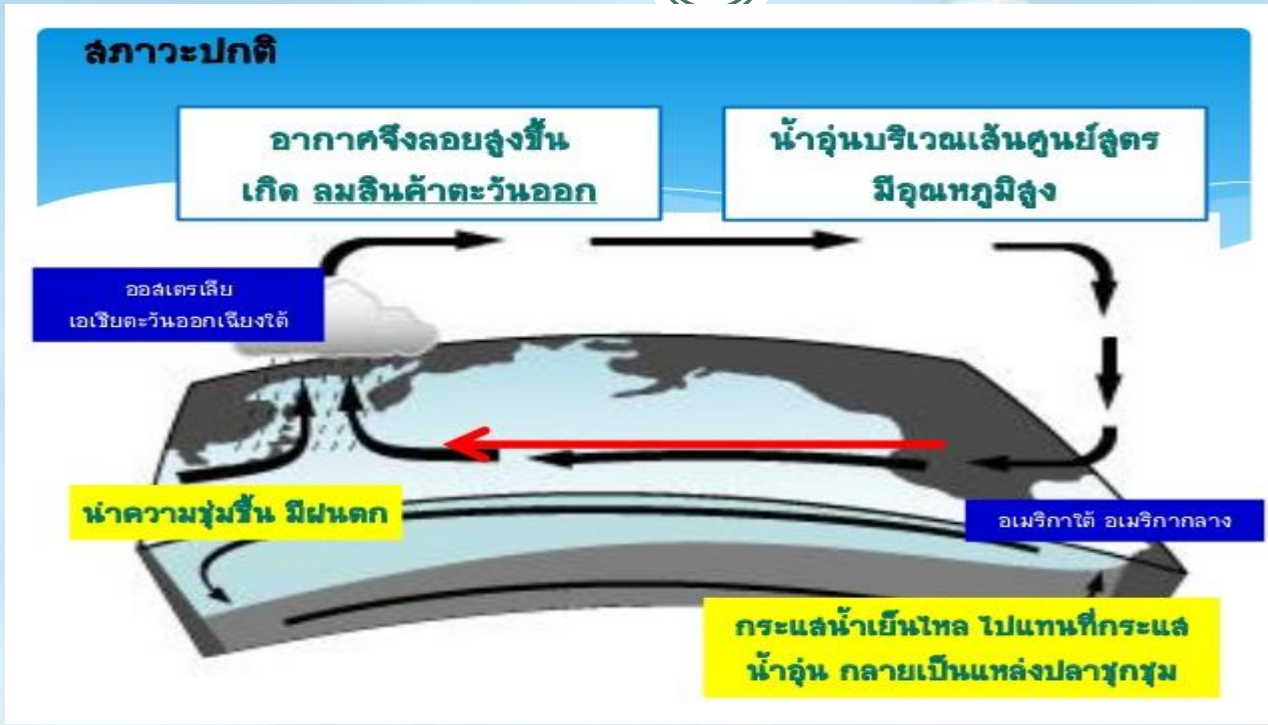 สภาวะปกติ
อากาศจึงลอยสูงขึ้น
เกิด ลมสินค้าตะวันออก
น้ำอุ่นบริเวณเส้นศูนย์สูตร
มีอุณหภูมิสูง
ออสเตรเลีย
เอเชียตะวันออกเฉียงใต้
นำความชุ่มชื้น มีฝนตก
อเมริกาใต้ อเมริกากลาง
กระแสน้ำเย็นไหล ไปแทนที่กระแส
น้ำอุ่น กลายเป็นแหล่งปลาชุกชุม